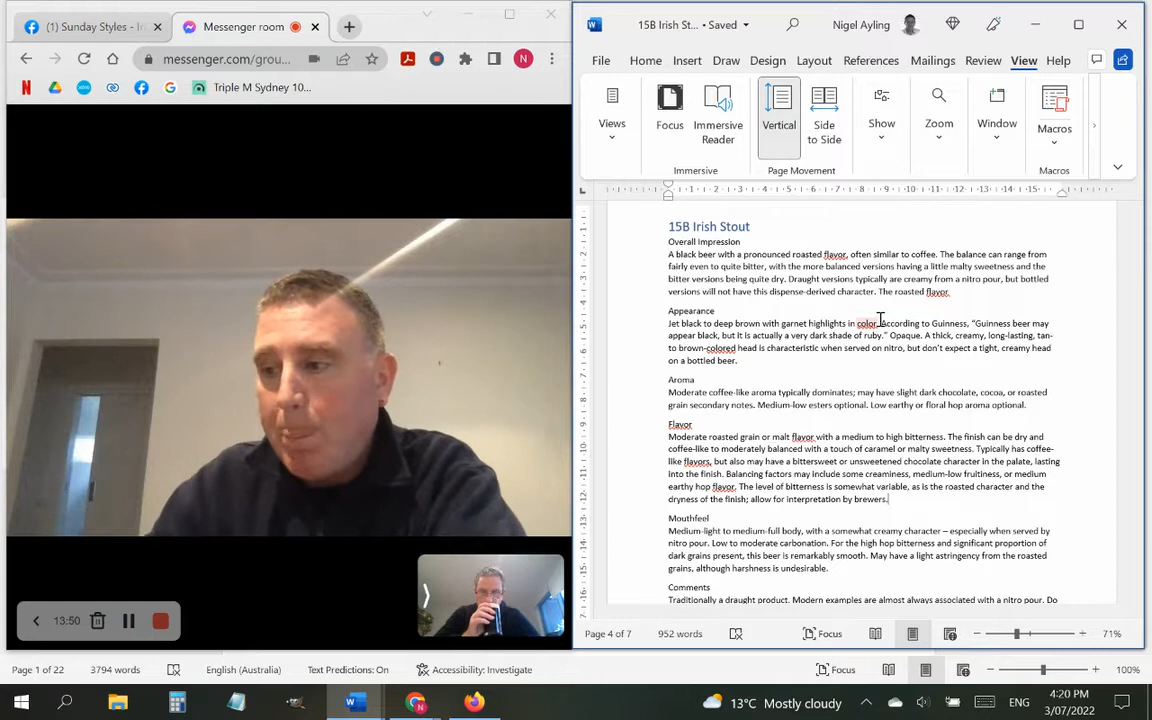 (1) Sunday Styles - In
Messenger room
messenger.com/grou...
N
Triple M Sydney 10...
15B Irish St... • Saved
Nigel Ayling
File
Home
Insert
Draw
Design
Layout
References
Mailings
Review
View
Help
Views
Focus
Immersive Reader
Vertical
Side to Side
Show
Zoom
Window
Macros
Immersive
Page Movement
Macros
15B Irish Stout
Overall Impression
A black beer with a pronounced roasted flavor, often similar to coffee. The balance can range from
fairly even to quite bitter, with the more balanced versions having a little malty sweetness and the
bitter versions being quite dry. Draught versions typically are creamy from a nitro pour, but bottled
versions will not have this dispense-derived character. The roasted flavor.
Appearance
Jet black to deep brown with garnet highlights in color. According to Guinness, “Guinness beer may
appear black, but it is actually a very dark shade of ruby.” Opaque. A thick, creamy, long-lasting, tan-
to brown-colored head is characteristic when served on nitro, but don’t expect a tight, creamy head
on a bottled beer.
Aroma
Moderate coffee-like aroma typically dominates; may have slight dark chocolate, cocoa, or roasted
grain secondary notes. Medium-low esters optional. Low earthy or floral hop aroma optional.
Flavor
Moderate roasted grain or malt flavor with a medium to high bitterness. The finish can be dry and
coffee-like to moderately balanced with a touch of caramel or malty sweetness. Typically has coffee-
like flavors, but also may have a bittersweet or unsweetened chocolate character in the palate, lasting
into the finish. Balancing factors may include some creaminess, medium-low fruitiness, or medium
earthy hop flavor. The level of bitterness is somewhat variable, as is the roasted character and the
dryness of the finish; allow for interpretation by brewers.
Mouthfeel
Medium-light to medium-full body, with a somewhat creamy character – especially when served by
nitro pour. Low to moderate carbonation. For the high hop bitterness and significant proportion of
dark grains present, this beer is remarkably smooth. May have a light astringency from the roasted
grains, although harshness is undesirable.
Comments
Traditionally a draught product. Modern examples are almost always associated with a nitro pour. Do
13:50
Page 4 of 7
952 words
Focus
71%
Page 1 of 22
3794 words
English (Australia)
Text Predictions: On
Accessibility: Investigate
Focus
100%
13°C Mostly cloudy
ENG
4:20 PM
3/07/2022